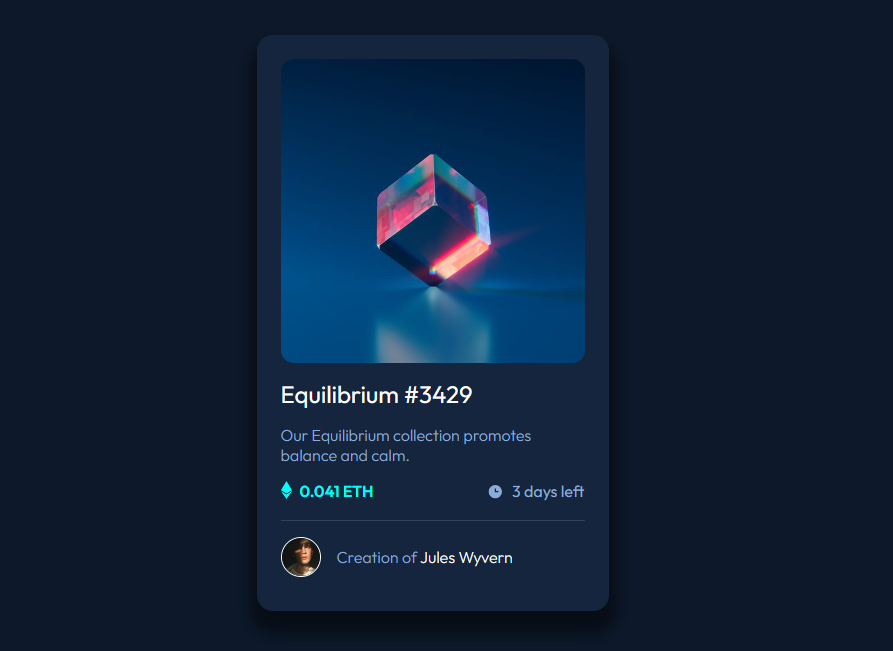 Equilibrium #3429
Our Equilibrium collection promotes
balance and calm.
0.041 ETH
3 days left
Creation of Jules Wyvern